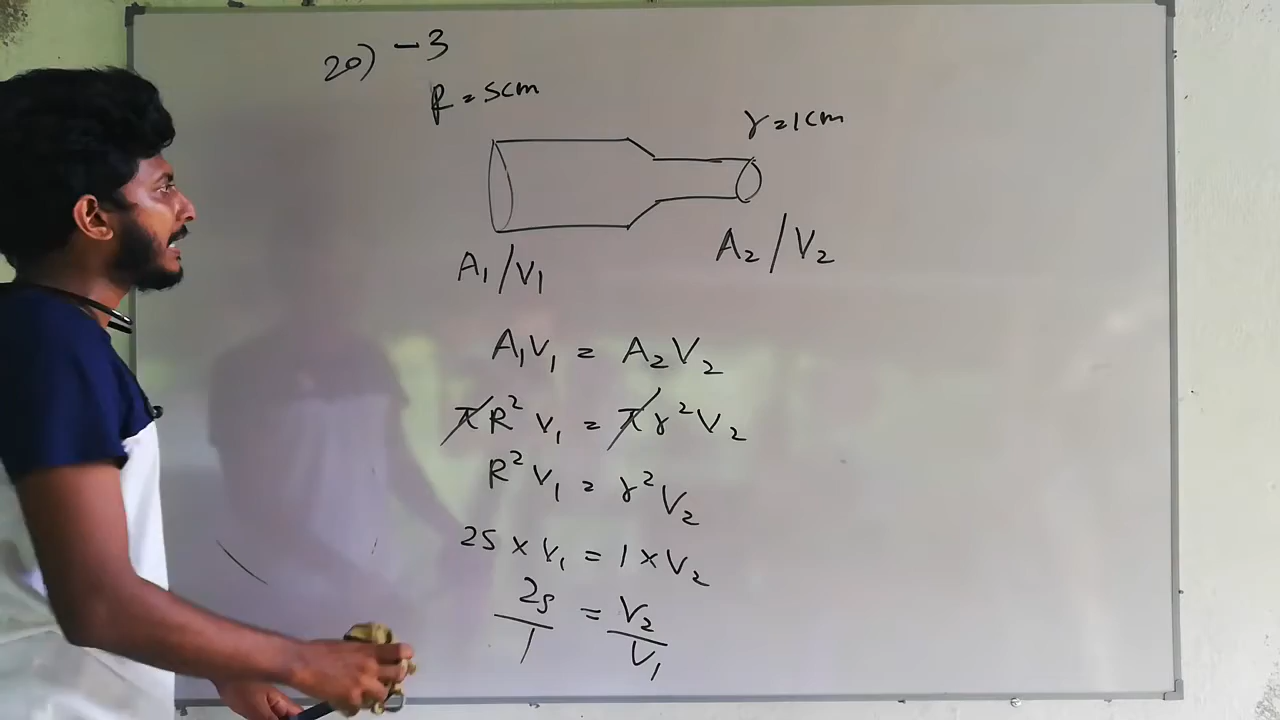 20) -3
R = 5cm
r = 1cm
A₁/V₁
A₂/V₂
A₁V₁ = A₂V₂
πR²V₁ = πr²V₂
R²V₁ = r²V₂
25 × V₁ = 1 × V₂
25/1 = V₂/V₁